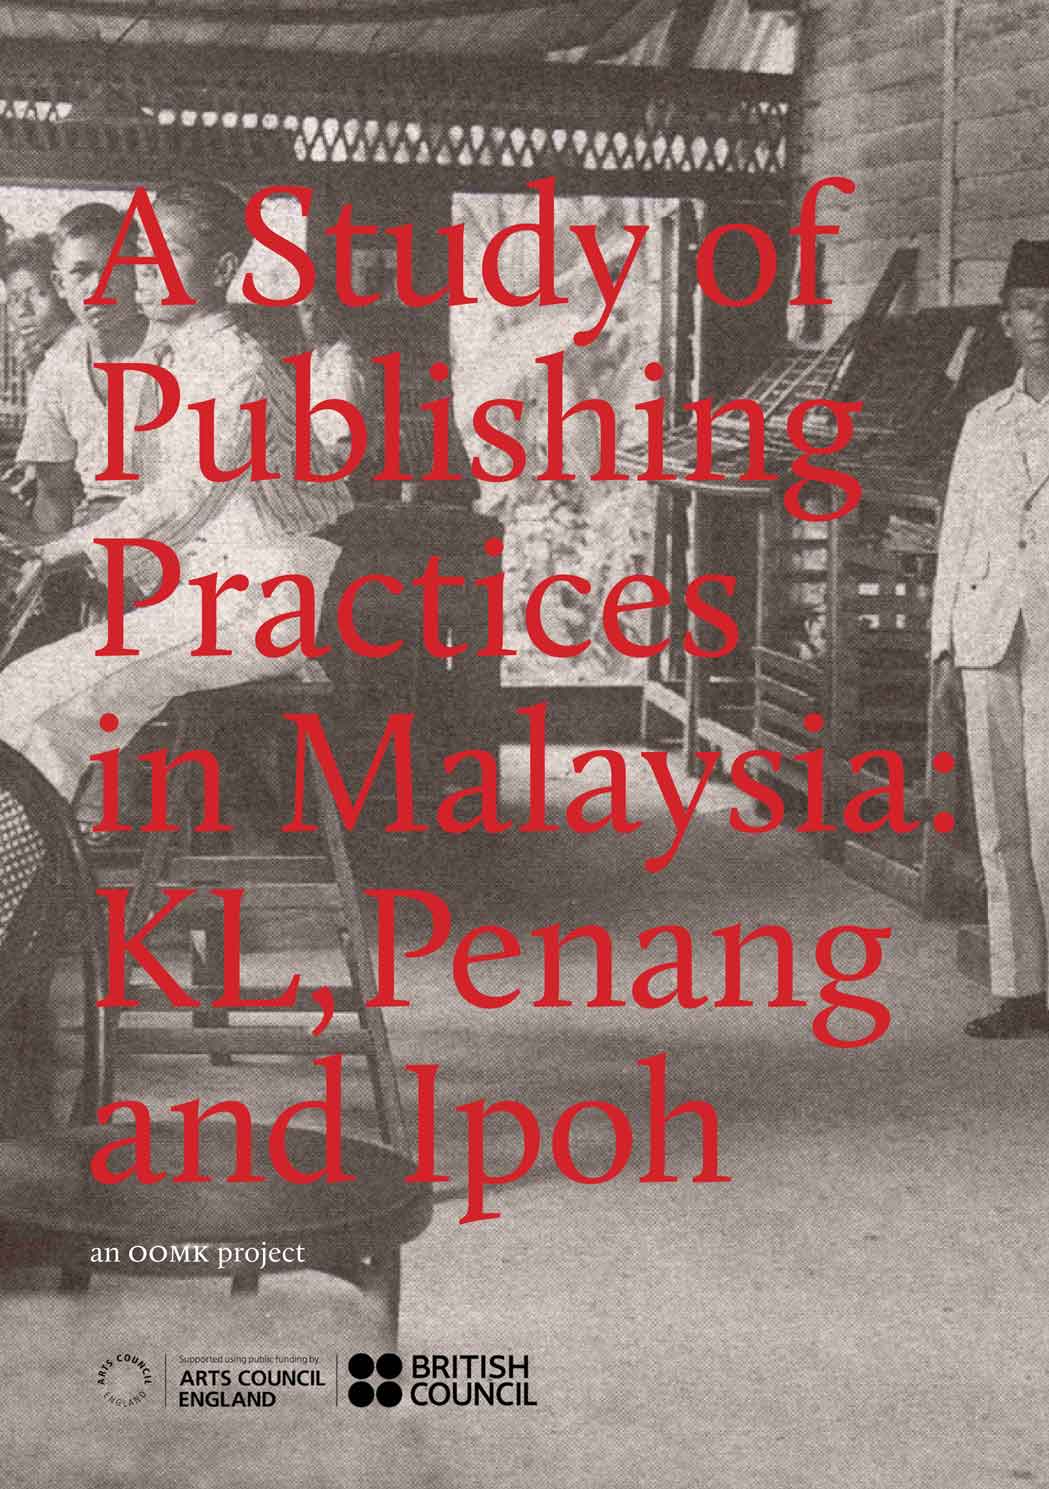 A Study of
Publishing
Practices
in Malaysia:
KL, Penang
and Ipoh
an OOMK project
ARTS COUNCIL ENGLAND
Supported using public funding by
ARTS COUNCIL
ENGLAND
BRITISH
COUNCIL